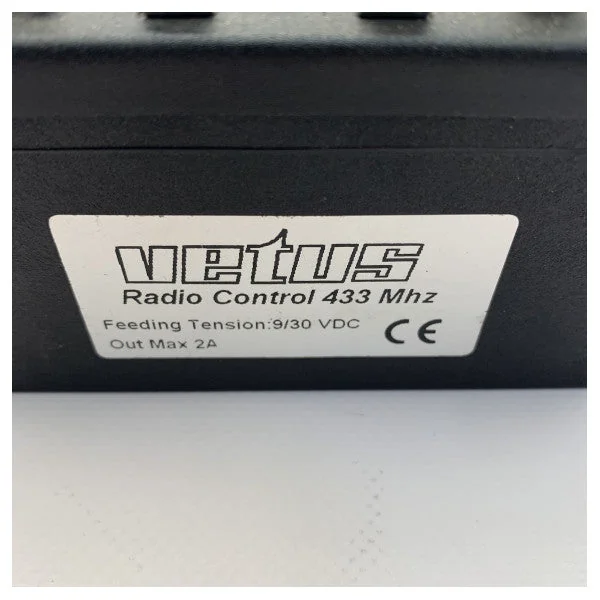 vetus
Radio Control 433 Mhz
Feeding Tension:9/30 VDC
Out Max 2A
CE